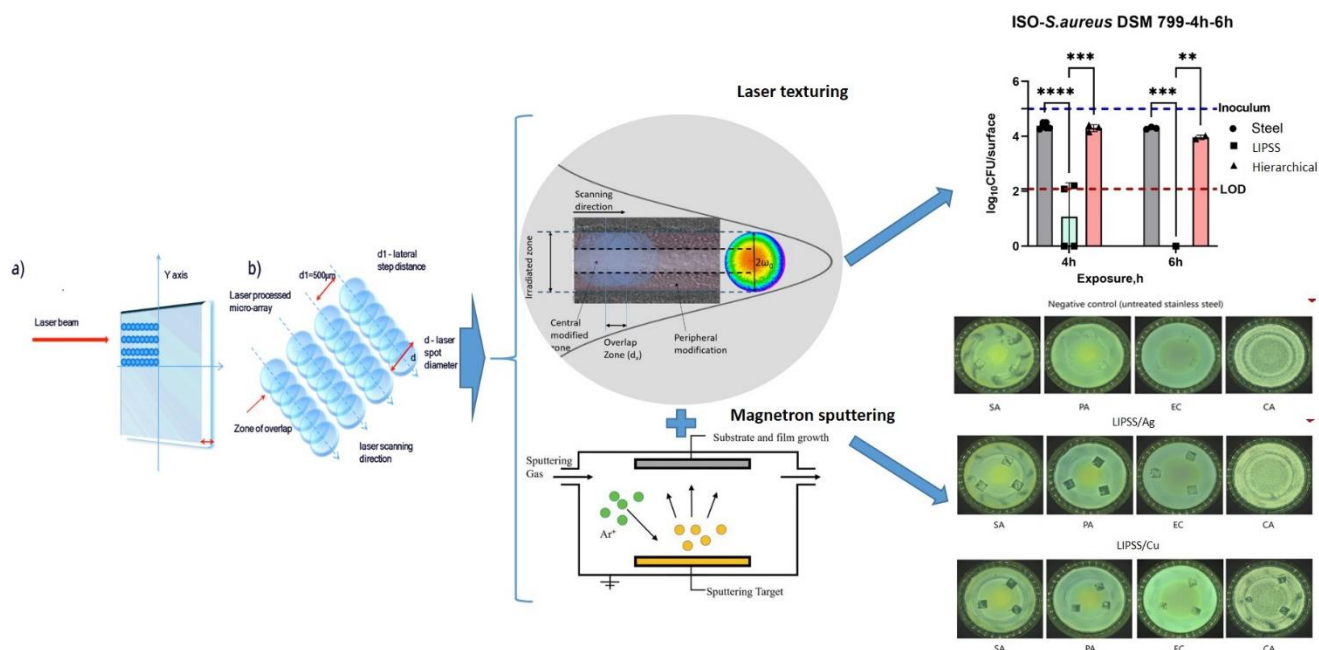 a)
Y axis
Laser beam
b)
d1 - lateral
step distance
d1=500µm
Laser processed
micro-array
d - laser
spot
diameter
d
Zone of overlap
laser scanning
direction
Laser texturing
Scanning
direction
Irradiated zone
2ω₀
Central
modified
zone
Overlap
Zone (dₓ)
Peripheral
modification
Magnetron sputtering
Substrate and film growth
Sputtering
Gas
Ar⁺
Sputtering Target
ISO-S.aureus DSM 799-4h-6h
*** **
**** ***
log₁₀CFU/surface
6
4
2
0
Inoculum
Steel
LIPSS
Hierarchical
LOD
4h 6h
Exposure,h
Negative control (untreated stainless steel)
SA PA EC CA
LIPSS/Ag
SA PA EC CA
LIPSS/Cu
SA PA EC CA